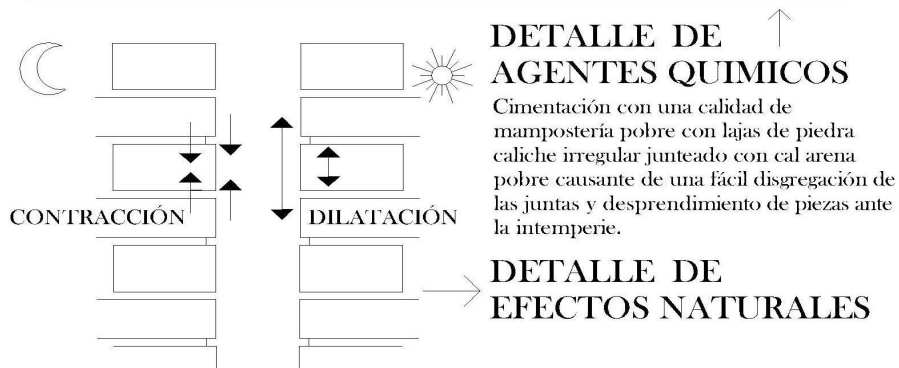 DETALLE DE
AGENTES QUIMICOS
Cimentación con una calidad de
mampostería pobre con lajas de piedra
caliche irregular junteado con cal arena
pobre causante de una fácil disgregación de
las juntas y desprendimiento de piezas ante
la intemperie.
CONTRACCIÓN
DILATACIÓN
DETALLE DE
EFECTOS NATURALES